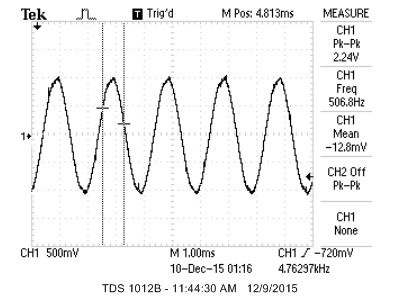 Tek T Trig'd M Pos: 4.813ms MEASURE
CH1
Pk-Pk
2.24V
CH1
Freq
506.8Hz
CH1
Mean
-12.8mV
CH2 Off
Pk-Pk
CH1
None
1
CH1 500mV M 1.00ms CH1 / -720mV
10-Dec-15 01:16 4.76297kHz
TDS 1012B - 11:44:30 AM 12/9/2015